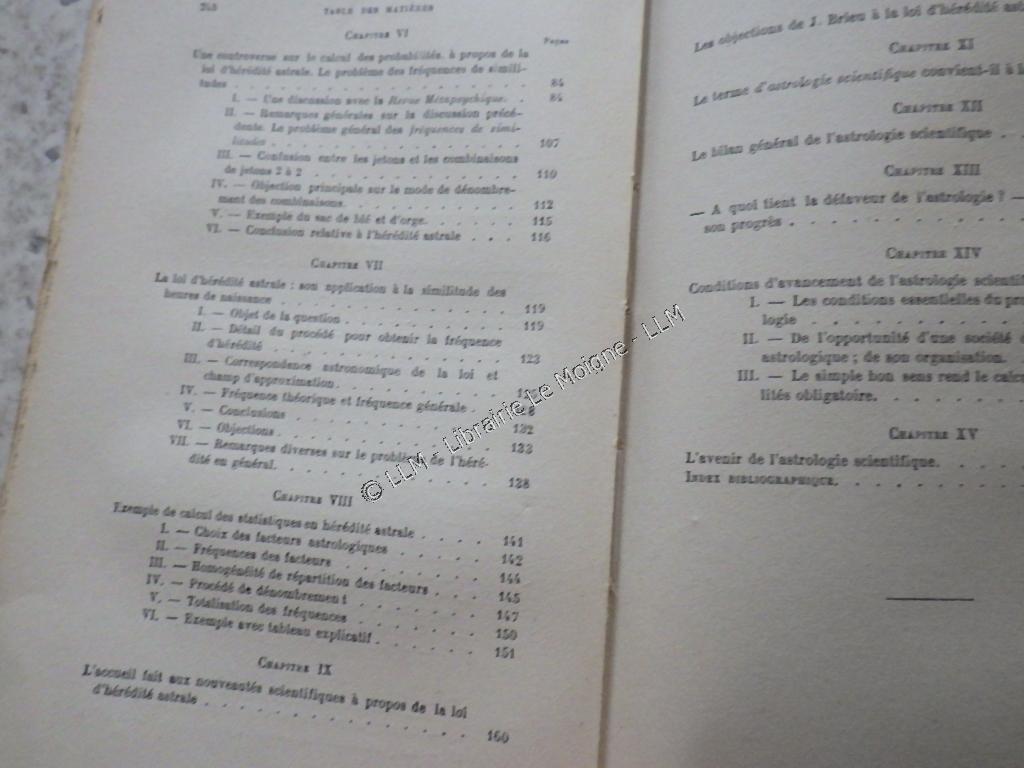 TABLE DES MATIÈRES
CHAPITRE VI
Pages
Une controverse sur le calcul des probabilités, à propos de la
loi d'hérédité astrale. Le problème des fréquences de simili-
tudes . . . . . . . . . . 84
I. — Une discussion avec la Revue Métapsychique. . 84
II. — Remarques générales sur la discussion précé-
dente. Le problème général des fréquences de simi-
litudes . . . . . . . . . . 107
III. — Confusion entre les jetons et les combinaisons
de jetons 2 à 2 . . . . . . . . . . 110
IV. — Objection principale sur le mode de dénombre-
ment des combinaisons. . . . . . . . . 112
V. — Exemple du sac de blé et d'orge. . . . . . 115
VI. — Conclusion relative à l'hérédité astrale . . . 116
CHAPITRE VII
La loi d'hérédité astrale : son application à la similitude des
heures de naissance . . . . . . . . . . 119
I. — Objet de la question . . . . . . . . 119
II. — Détail du procédé pour obtenir la fréquence
d'hérédité . . . . . . . . . . 123
III. — Correspondance astronomique de la loi et
champ d'approximation. . . . . . . .
IV. — Fréquence théorique et fréquence générale .
V. — Conclusions . . . . . . . . 132
VI. — Objections . . . . . . . . 133
VII. — Remarques diverses sur le problème de l'héré-
dité en général. . . . . . . . . 138
CHAPITRE VIII
Exemple de calcul des statistiques en hérédité astrale . . . . 141
I. — Choix des facteurs astrologiques . . . . . 142
II. — Fréquences des facteurs . . . . . . . 144
III. — Homogénéité de répartition des facteurs . . . 145
IV. — Procédé de dénombrement . . . . . . . 147
V. — Totalisation des fréquences . . . . . . 150
VI. — Exemple avec tableau explicatif . . . . . 151
CHAPITRE IX
L'accueil fait aux nouveautés scientifiques à propos de la loi
d'hérédité astrale . . . . . . . . . . 160
Les objections de J. Brieu à la loi d'hérédité
CHAPITRE XI
Le terme d'astrologie scientifique convient-il à
CHAPITRE XII
Le bilan général de l'astrologie scientifique . .
CHAPITRE XIII
— A quoi tient la défaveur de l'astrologie ? —
son progrès . . . . . . . . .
CHAPITRE XIV
Conditions d'avancement de l'astrologie
I. — Les conditions essentielles du
logie . . . . . . . .
II. — De l'opportunité d'une société
astrologique ; de son organisation.
III. — Le simple bon sens rend le
lités obligatoire. . . . . . .
CHAPITRE XV
L'avenir de l'astrologie scientifique. . . .
INDEX BIBLIOGRAPHIQUE. . . . . . . .
© LLM - Librairie Le Moigne - LLM